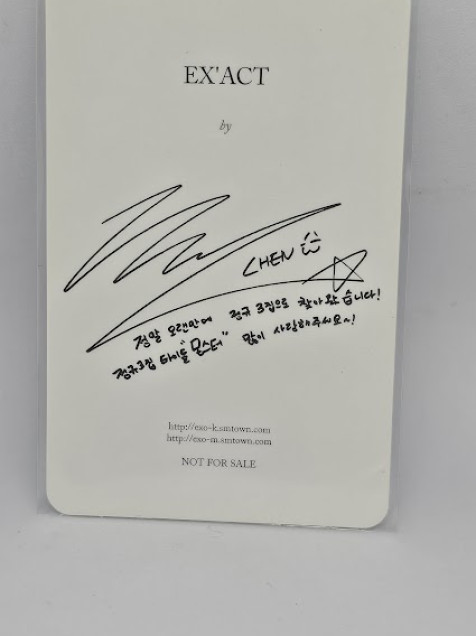 EX'ACT
by
CHEN
정말 오랜만에 정규 3집으로 찾아왔습니다!
정규3집 타이틀 "몬스터" 많이 사랑해주세요~!
http://exo-k.smtown.com
http://exo-m.smtown.com
NOT FOR SALE